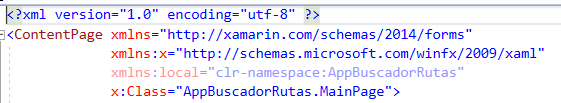 <?xml version="1.0" encoding="utf-8" ?>
<ContentPage xmlns="http://xamarin.com/schemas/2014/forms"
xmlns:x="http://schemas.microsoft.com/winfx/2009/xaml"
xmlns:local="clr-namespace:AppBuscadorRutas"
x:Class="AppBuscadorRutas.MainPage">